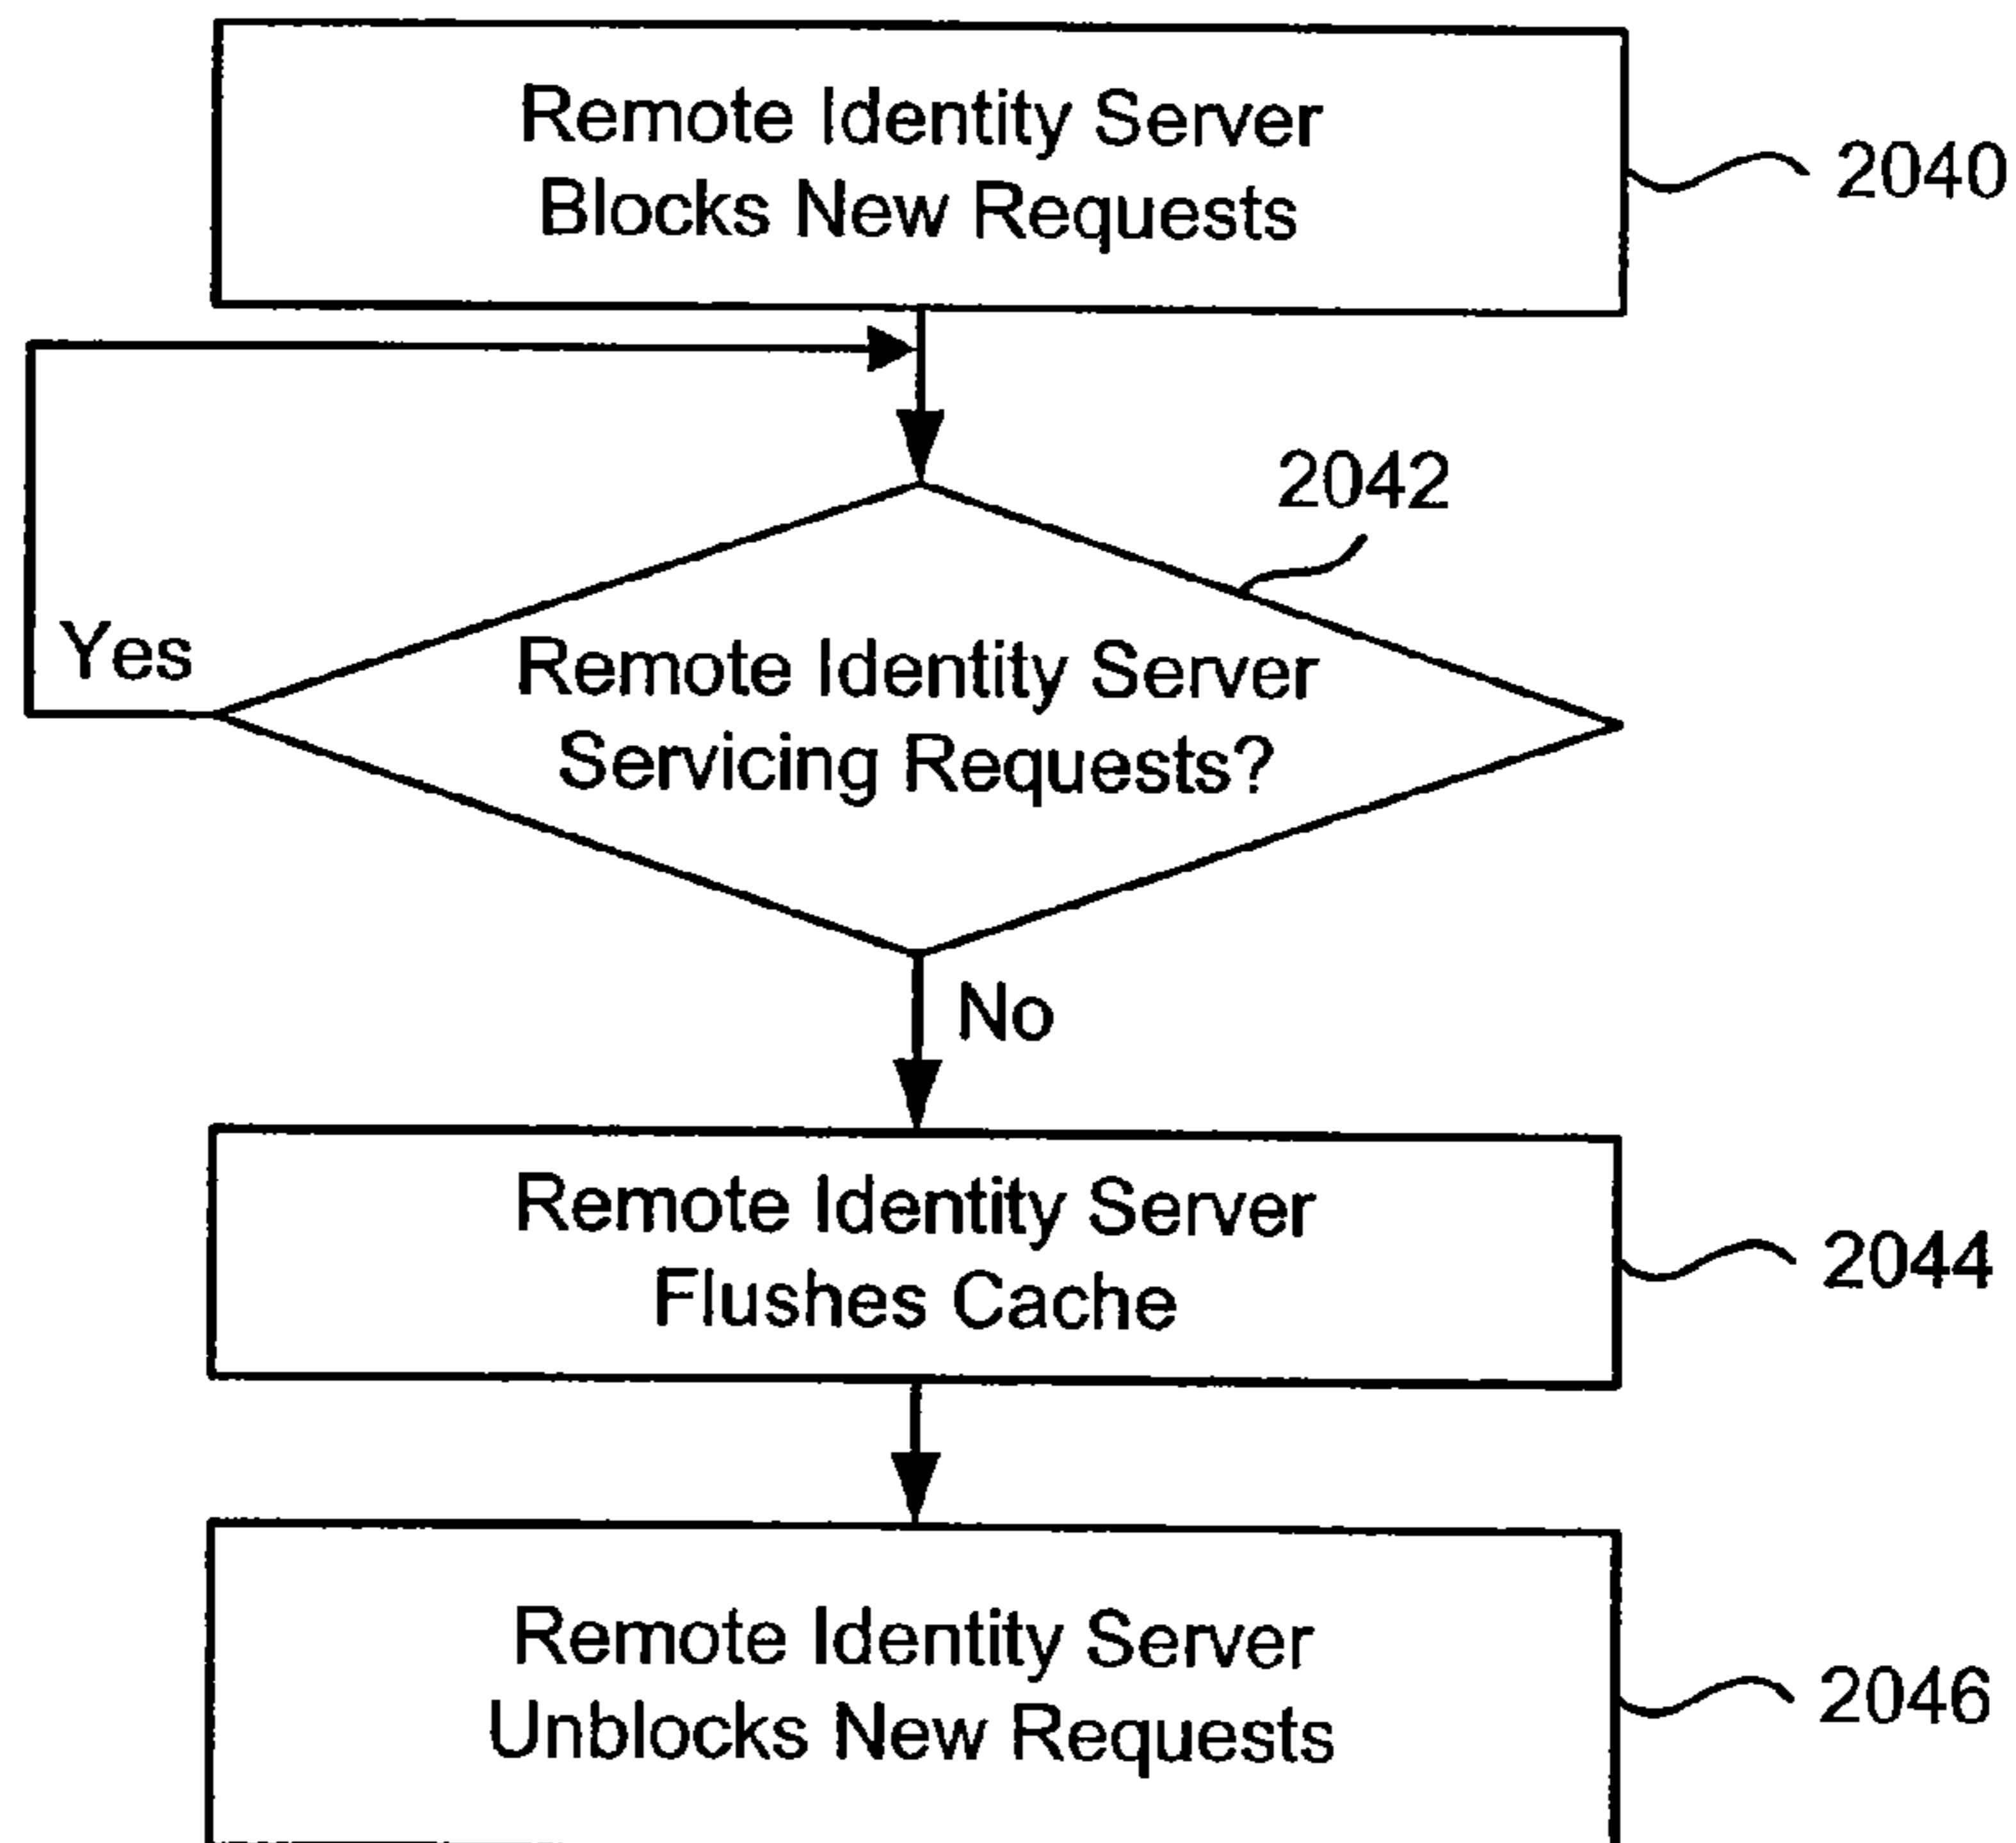 Remote Identity Server
Blocks New Requests
2040
2042
Yes
Remote Identity Server
Servicing Requests?
No
Remote Identity Server
Flushes Cache
2044
Remote Identity Server
Unblocks New Requests
2046